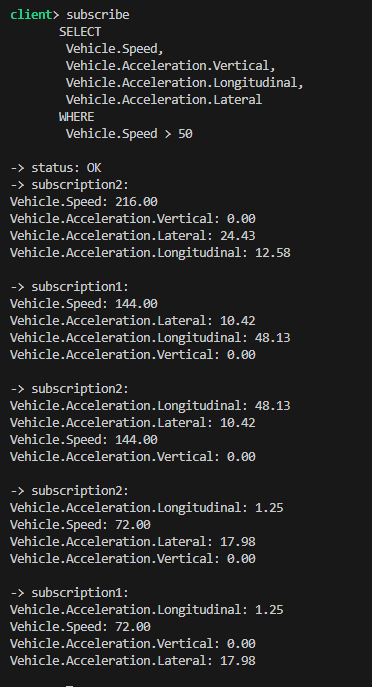 client> subscribe
SELECT
Vehicle.Speed,
Vehicle.Acceleration.Vertical,
Vehicle.Acceleration.Longitudinal,
Vehicle.Acceleration.Lateral
WHERE
Vehicle.Speed > 50
-> status: OK
-> subscription2:
Vehicle.Speed: 216.00
Vehicle.Acceleration.Vertical: 0.00
Vehicle.Acceleration.Lateral: 24.43
Vehicle.Acceleration.Longitudinal: 12.58
-> subscription1:
Vehicle.Speed: 144.00
Vehicle.Acceleration.Lateral: 10.42
Vehicle.Acceleration.Longitudinal: 48.13
Vehicle.Acceleration.Vertical: 0.00
-> subscription2:
Vehicle.Acceleration.Longitudinal: 48.13
Vehicle.Acceleration.Lateral: 10.42
Vehicle.Speed: 144.00
Vehicle.Acceleration.Vertical: 0.00
-> subscription2:
Vehicle.Acceleration.Longitudinal: 1.25
Vehicle.Speed: 72.00
Vehicle.Acceleration.Lateral: 17.98
Vehicle.Acceleration.Vertical: 0.00
-> subscription1:
Vehicle.Acceleration.Longitudinal: 1.25
Vehicle.Speed: 72.00
Vehicle.Acceleration.Vertical: 0.00
Vehicle.Acceleration.Lateral: 17.98